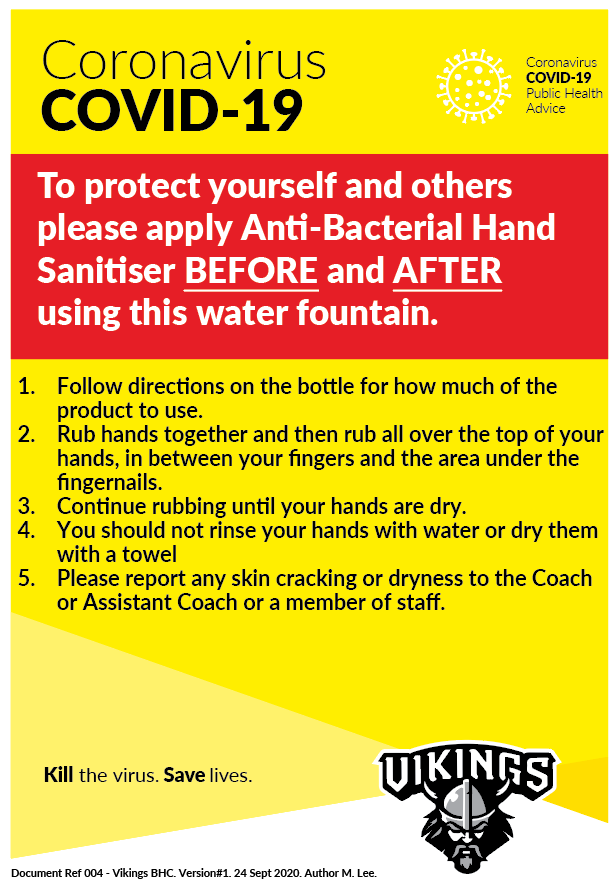 Coronavirus
COVID-19
Coronavirus
COVID-19
Public Health
Advice
To protect yourself and others
please apply Anti-Bacterial Hand
Sanitiser BEFORE and AFTER
using this water fountain.
1. Follow directions on the bottle for how much of the
product to use.
2. Rub hands together and then rub all over the top of your
hands, in between your fingers and the area under the
fingernails.
3. Continue rubbing until your hands are dry.
4. You should not rinse your hands with water or dry them
with a towel
5. Please report any skin cracking or dryness to the Coach
or Assistant Coach or a member of staff.
Kill the virus. Save lives.
VIKINGS
Document Ref 004 - Vikings BHC. Version#1. 24 Sept 2020. Author M. Lee.